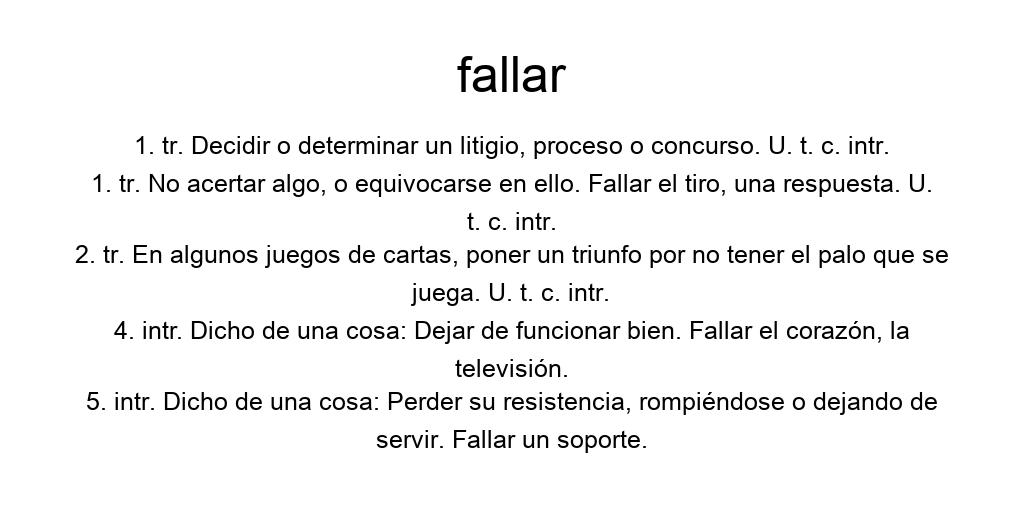 fallar
1. tr. Decidir o determinar un litigio, proceso o concurso. U. t. c. intr.
1. tr. No acertar algo, o equivocarse en ello. Fallar el tiro, una respuesta. U.
t. c. intr.
2. tr. En algunos juegos de cartas, poner un triunfo por no tener el palo que se
juega. U. t. c. intr.
4. intr. Dicho de una cosa: Dejar de funcionar bien. Fallar el corazón, la
televisión.
5. intr. Dicho de una cosa: Perder su resistencia, rompiéndose o dejando de
servir. Fallar un soporte.